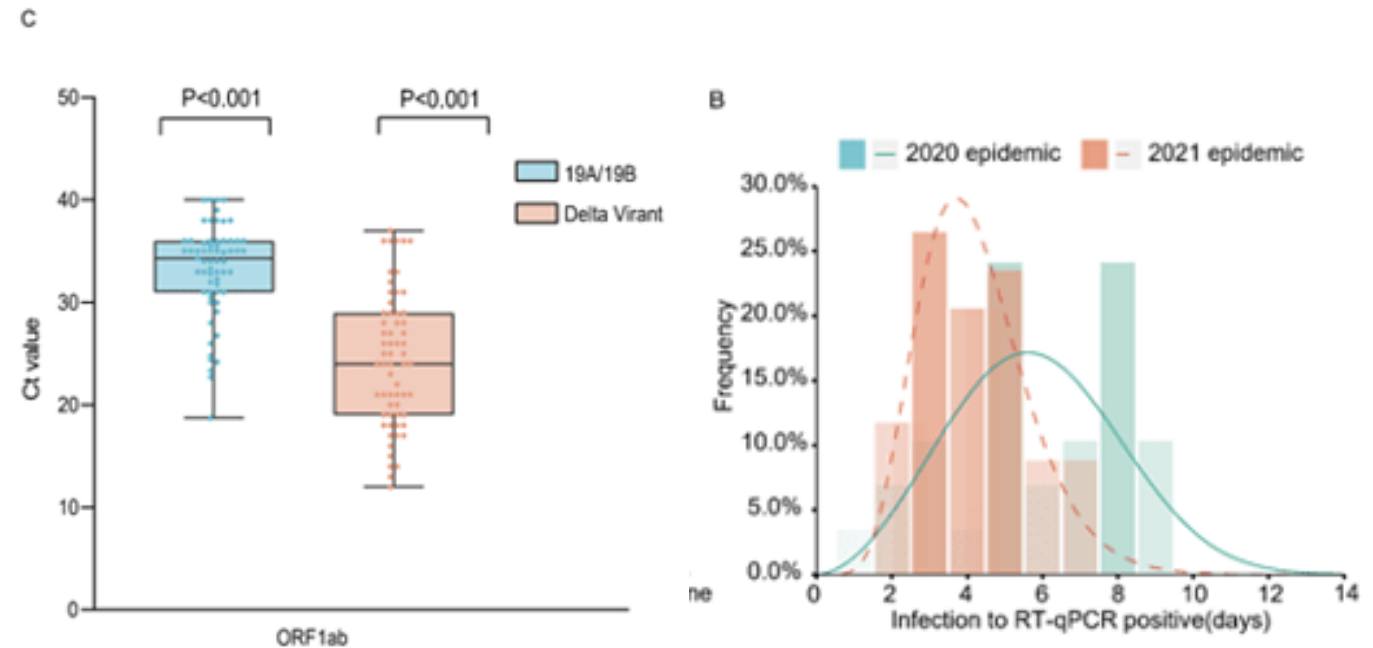 C
P<0.001
P<0.001
50
40
30
20
10
0
Ct value
19A/19B
Delta Virant
ORF1ab
B
2020 epidemic
2021 epidemic
30.0%
25.0%
20.0%
15.0%
10.0%
5.0%
0.0%
Frequency
ne
0 2 4 6 8 10 12 14
Infection to RT-qPCR positive(days)